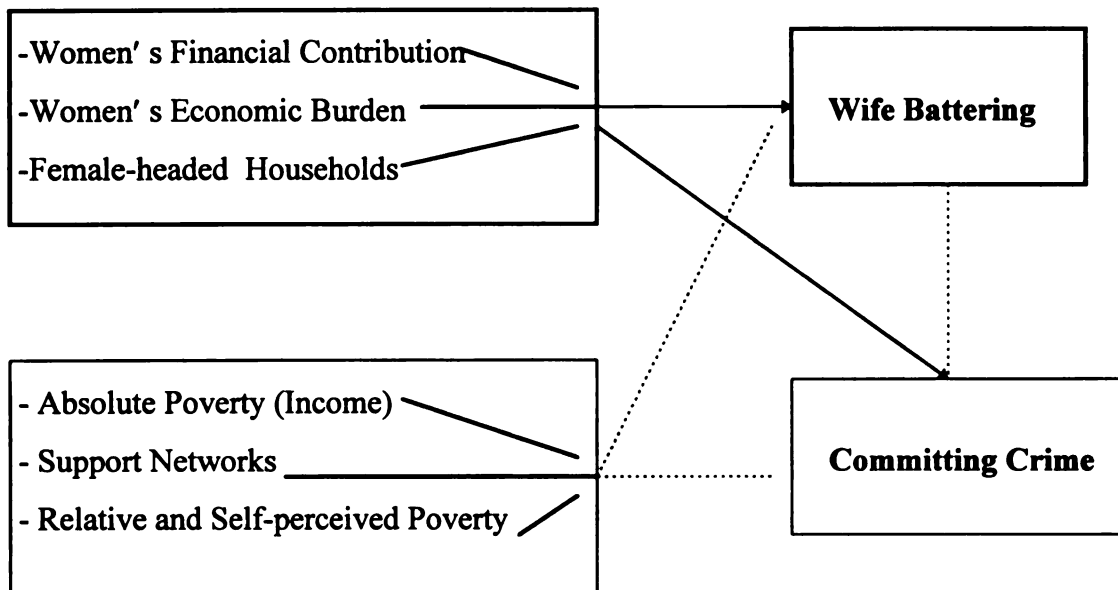 -Women' s Financial Contribution
-Women' s Economic Burden
-Female-headed Households
Wife Battering
- Absolute Poverty (Income)
- Support Networks
- Relative and Self-perceived Poverty
Committing Crime